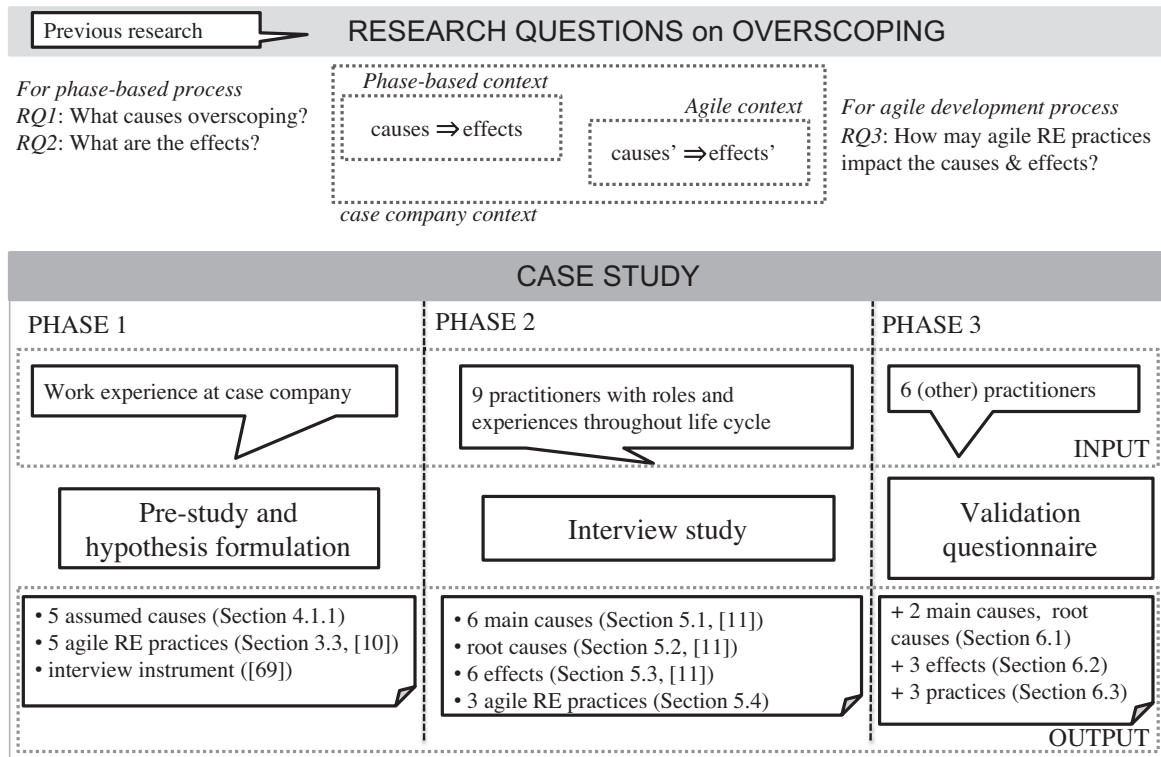 Previous research
RESEARCH QUESTIONS on OVERSCOPING
For phase-based process
RQ1: What causes overscoping?
RQ2: What are the effects?
Phase-based context
causes ⇒ effects
Agile context
causes’ ⇒ effects’
case company context
For agile development process
RQ3: How may agile RE practices
impact the causes & effects?
CASE STUDY
PHASE 1
Work experience at case company
Pre-study and
hypothesis formulation
• 5 assumed causes (Section 4.1.1)
• 5 agile RE practices (Section 3.3, [10])
• interview instrument ([69])
PHASE 2
9 practitioners with roles and
experiences throughout life cycle
Interview study
• 6 main causes (Section 5.1, [11])
• root causes (Section 5.2, [11])
• 6 effects (Section 5.3, [11])
• 3 agile RE practices (Section 5.4)
PHASE 3
6 (other) practitioners
INPUT
Validation
questionnaire
+ 2 main causes, root
causes (Section 6.1)
+ 3 effects (Section 6.2)
+ 3 practices (Section 6.3)
OUTPUT